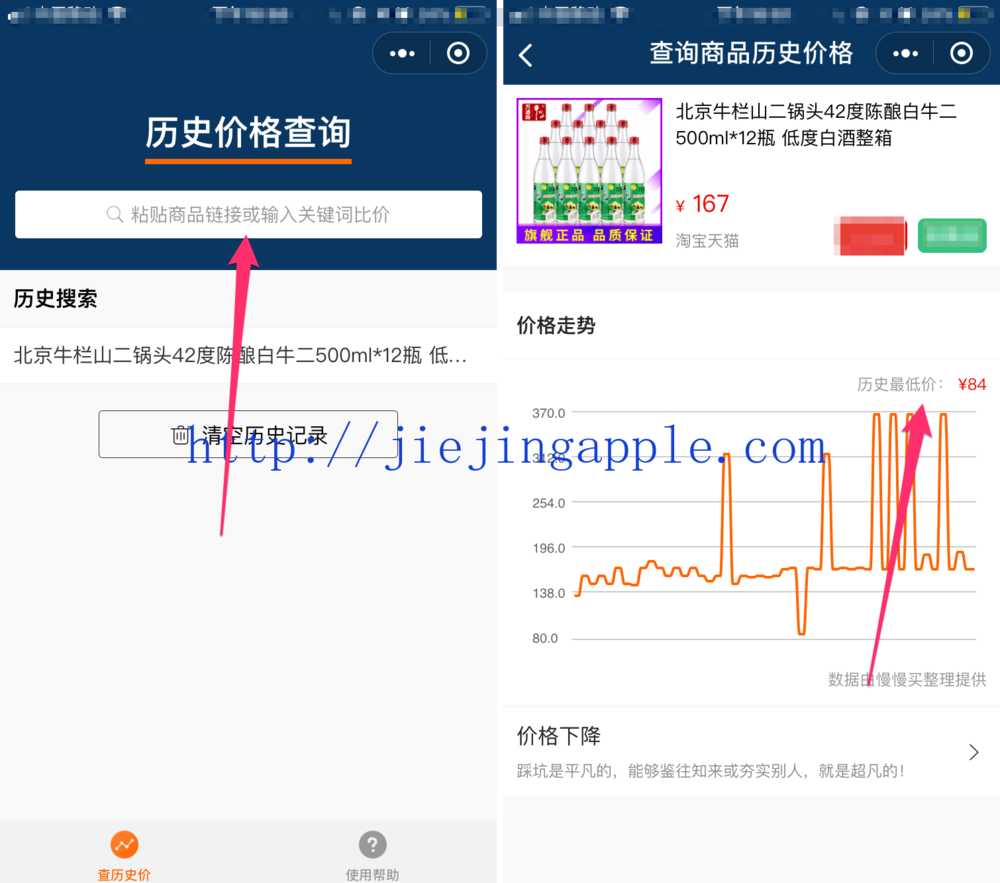 历史价格查询
粘贴商品链接或输入关键词比价
历史搜索
北京牛栏山二锅头42度陈酿白牛二500ml*12瓶 低...
清空历史记录
查历史价
使用帮助
查询商品历史价格
旗舰正品 品质保证
北京牛栏山二锅头42度陈酿白牛二
500ml*12瓶 低度白酒整箱
¥ 167
淘宝天猫
价格走势
历史最低价: ¥84
370.0
312.0
254.0
196.0
138.0
80.0
数据由慢慢买整理提供
价格下降
踩坑是平凡的，能够鉴往知来或夯实别人，就是超凡的！
http://jiejingapple.com